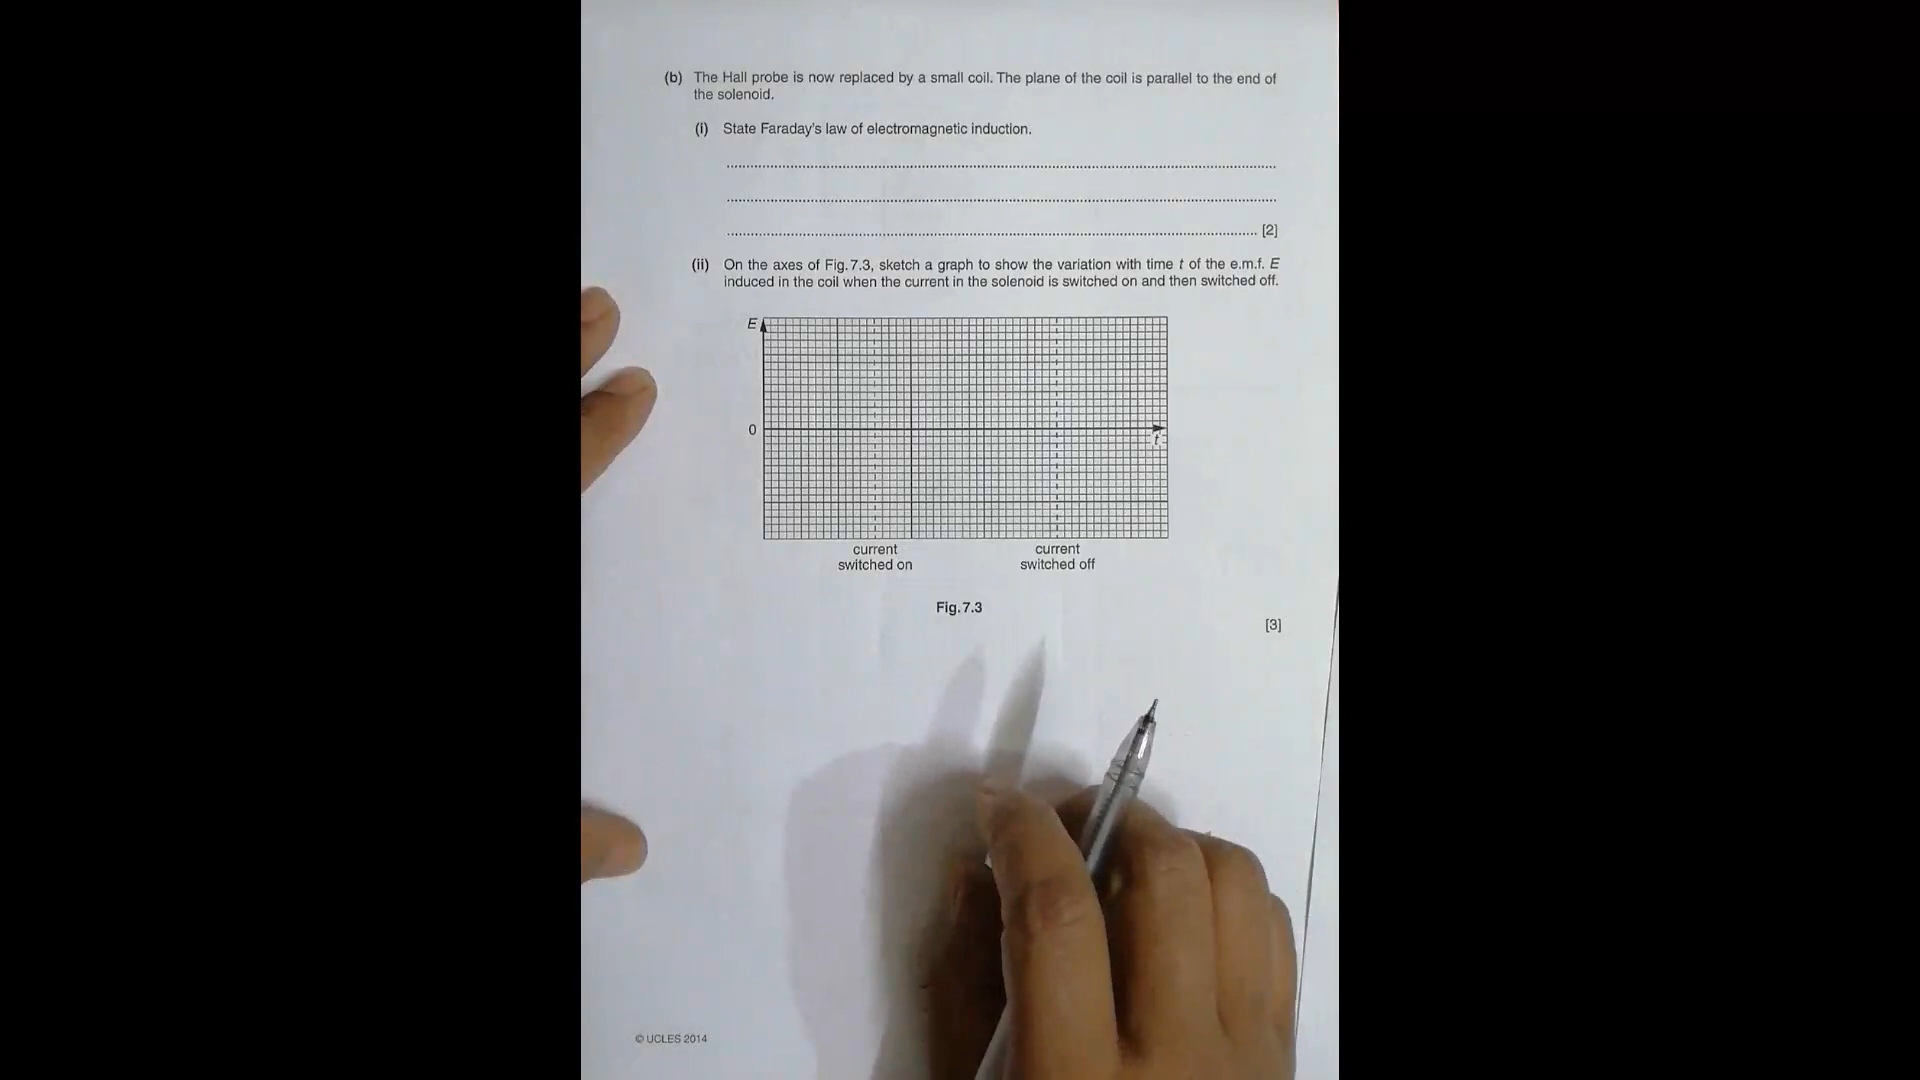 (b) The Hall probe is now replaced by a small coil. The plane of the coil is parallel to the end of
the solenoid.
(i) State Faraday's law of electromagnetic induction.
[2]
(ii) On the axes of Fig. 7.3, sketch a graph to show the variation with time t of the e.m.f. E
induced in the coil when the current in the solenoid is switched on and then switched off.
E
0
t
current
switched on
current
switched off
Fig. 7.3
[3]
© UCLES 2014